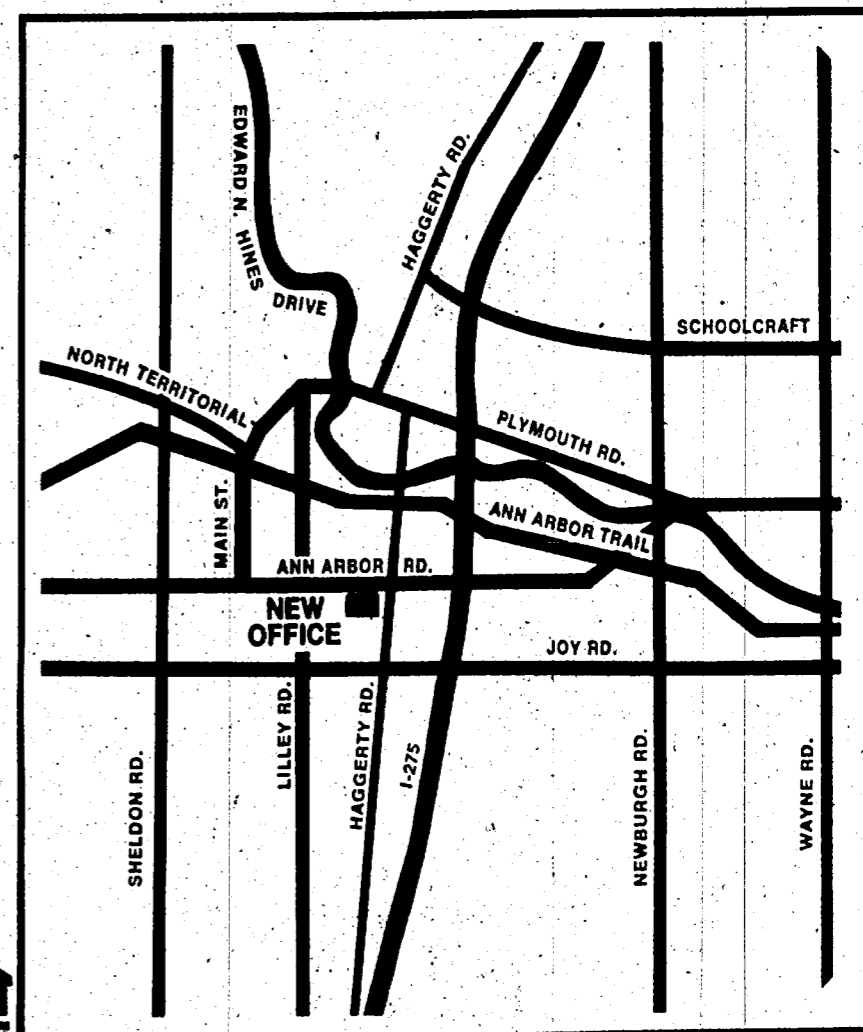 EDWARD N. HINES DRIVE
HAGGERTY RD.
SCHOOLCRAFT
NORTH TERRITORIAL
PLYMOUTH RD.
MAIN ST.
ANN ARBOR TRAIL
ANN ARBOR RD.
NEW
OFFICE
JOY RD.
SHELDON RD.
LILLEY RD.
HAGGERTY RD.
I-275
NEWBURGH RD.
WAYNE RD.